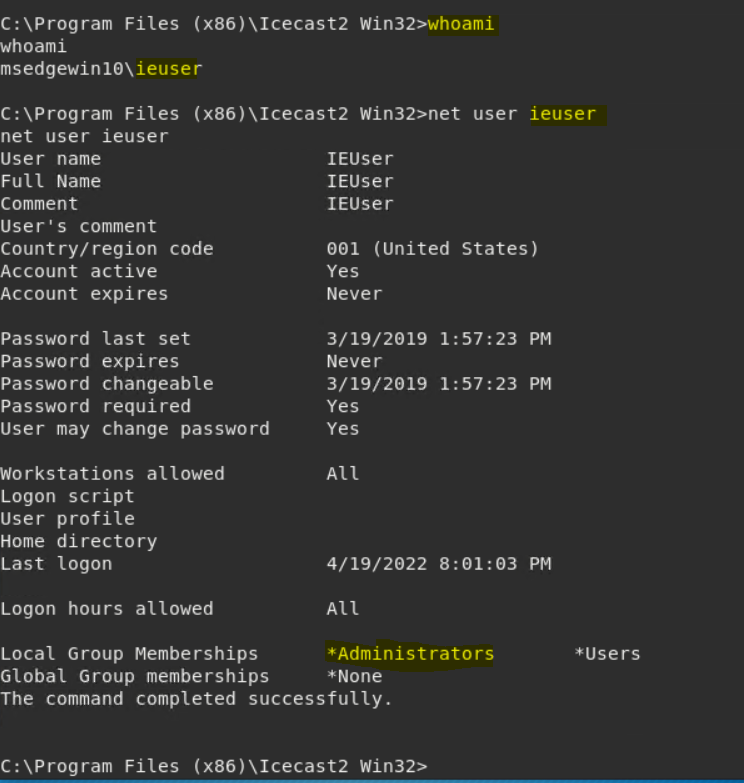 C:\Program Files (x86)\Icecast2 Win32>whoami
whoami
msedgewin10\ieuser
C:\Program Files (x86)\Icecast2 Win32>net user ieuser
net user ieuser
User name                    IEUser
Full Name                    IEUser
Comment                      IEUser
User's comment
Country/region code          001 (United States)
Account active               Yes
Account expires              Never
Password last set            3/19/2019 1:57:23 PM
Password expires             Never
Password changeable          3/19/2019 1:57:23 PM
Password required            Yes
User may change password     Yes
Workstations allowed         All
Logon script
User profile
Home directory
Last logon                   4/19/2022 8:01:03 PM
Logon hours allowed          All
Local Group Memberships      *Administrators       *Users
Global Group memberships     *None
The command completed successfully.
C:\Program Files (x86)\Icecast2 Win32>